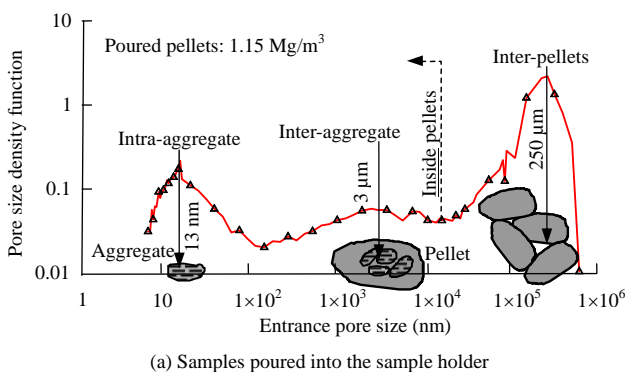 10
Poured pellets: 1.15 Mg/m³
Inter-pellets
1
Intra-aggregate
Inter-aggregate
Inside pellets
250 μm
3 μm
0.1
13 nm
Aggregate
Pellet
0.01
1 10 1×10² 1×10³ 1×10⁴ 1×10⁵ 1×10⁶
Pore size density function
Entrance pore size (nm)
(a) Samples poured into the sample holder